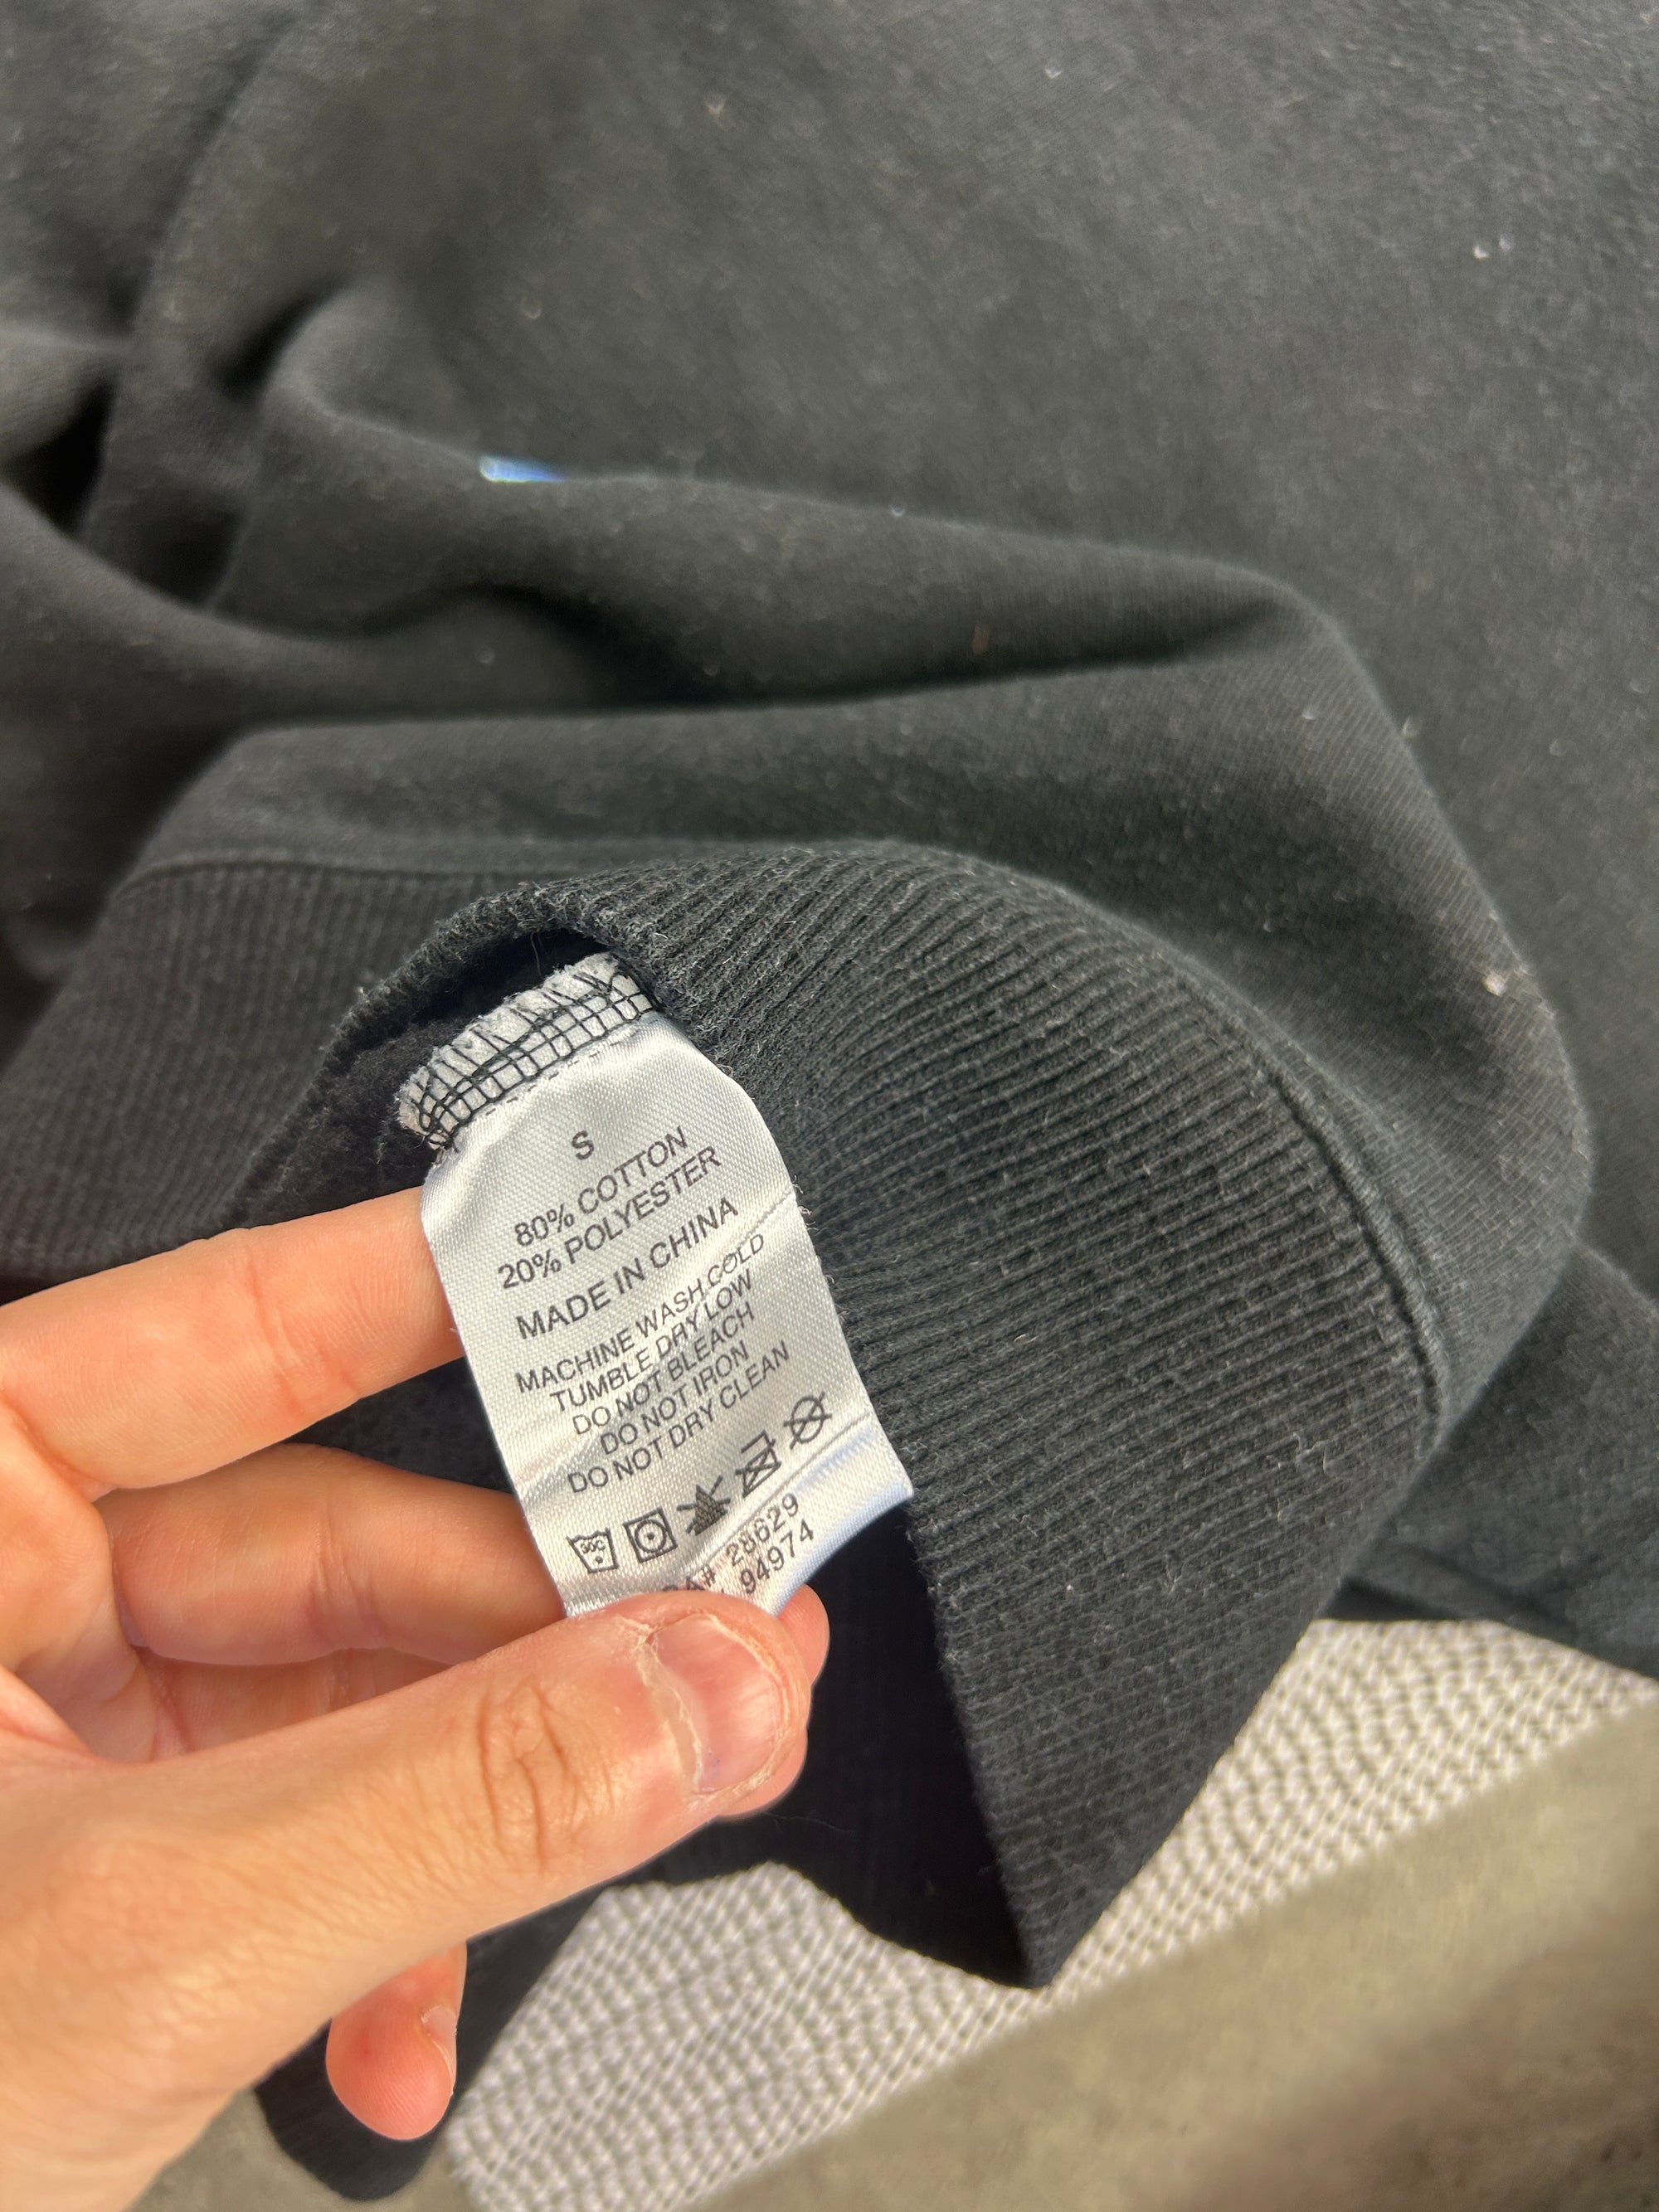 S
80% COTTON
20% POLYESTER
MADE IN CHINA
MACHINE WASH COLD
TUMBLE DRY LOW
DO NOT BLEACH
DO NOT IRON
DO NOT DRY CLEAN
30C
28629
94974